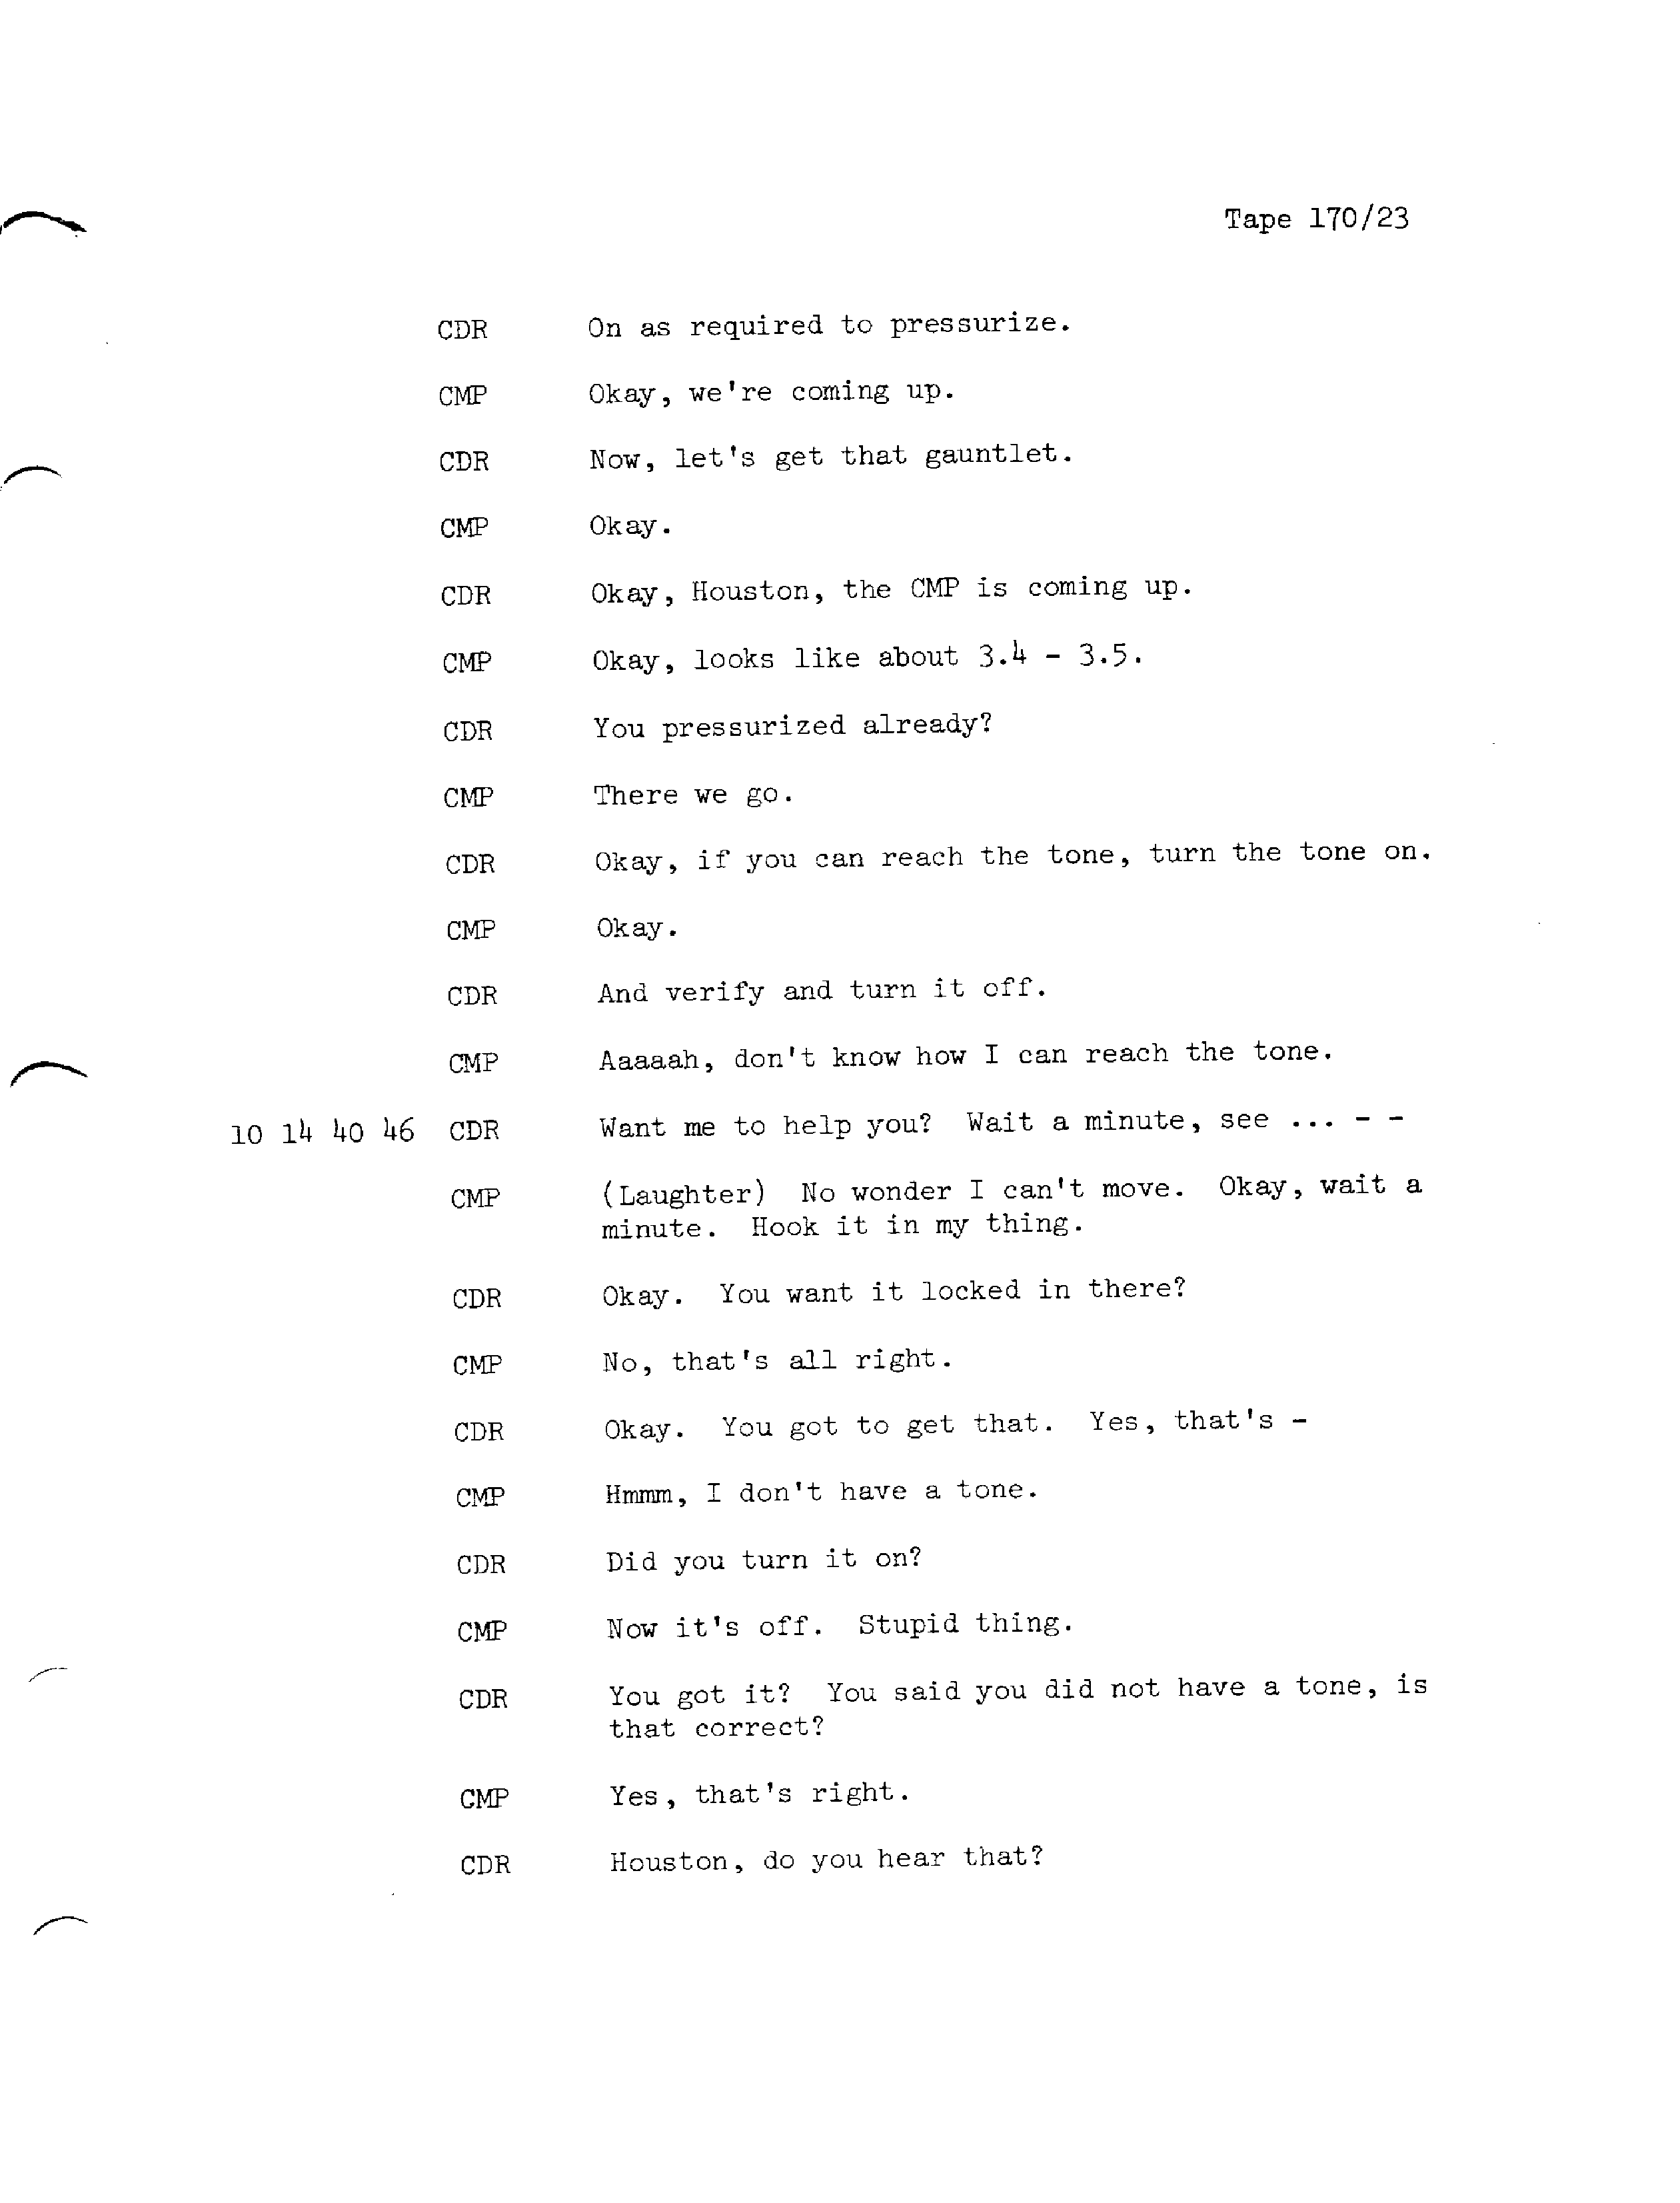 Tape 170/23
CDR On as required to pressurize.
CMP Okay, we're coming up.
CDR Now, let's get that gauntlet.
CMP Okay.
CDR Okay, Houston, the CMP is coming up.
CMP Okay, looks like about 3.4 - 3.5.
CDR You pressurized already?
CMP There we go.
CDR Okay, if you can reach the tone, turn the tone on.
CMP Okay.
CDR And verify and turn it off.
CMP Aaaaah, don't know how I can reach the tone.
10 14 40 46 CDR Want me to help you? Wait a minute, see ... - -
CMP (Laughter) No wonder I can't move. Okay, wait a
minute. Hook it in my thing.
CDR Okay. You want it locked in there?
CMP No, that's all right.
CDR Okay. You got to get that. Yes, that's -
CMP Hmmm, I don't have a tone.
CDR Did you turn it on?
CMP Now it's off. Stupid thing.
CDR You got it? You said you did not have a tone, is
that correct?
CMP Yes, that's right.
CDR Houston, do you hear that?